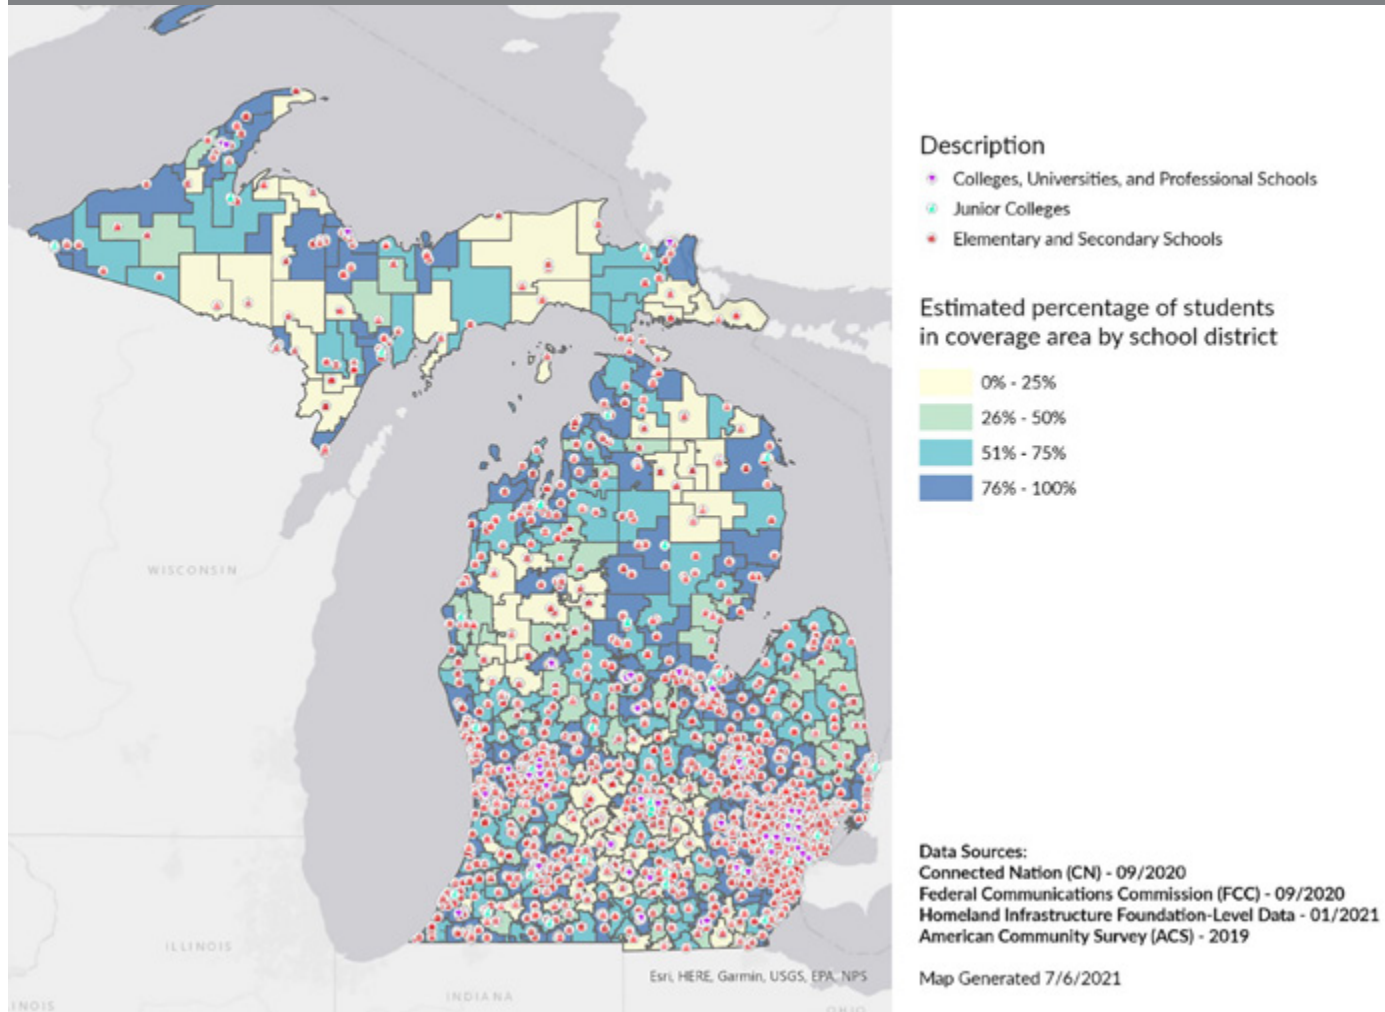 Description
Colleges, Universities, and Professional Schools
Junior Colleges
Elementary and Secondary Schools
Estimated percentage of students
in coverage area by school district
0% - 25%
26% - 50%
51% - 75%
76% - 100%
WISCONSIN
ILLINOIS
INDIANA
INOIS
OHIO
Esri, HERE, Garmin, USGS, EPA, NPS
Data Sources:
Connected Nation (CN) - 09/2020
Federal Communications Commission (FCC) - 09/2020
Homeland Infrastructure Foundation-Level Data - 01/2021
American Community Survey (ACS) - 2019
Map Generated 7/6/2021